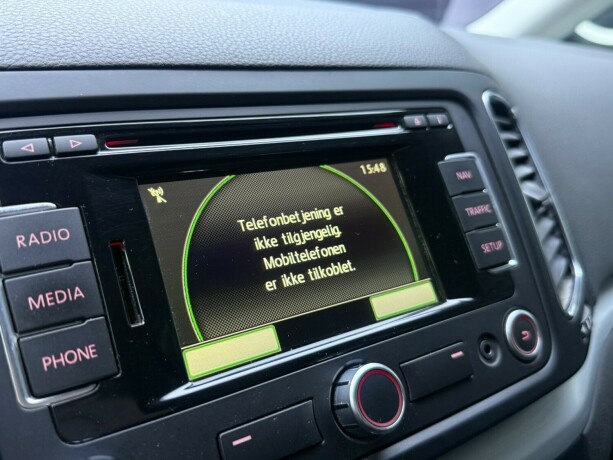 15:48
Telefonbetjening er
ikke tilgjengelig.
Mobiltelefonen
er ikke tilkoblet.
RADIO
MEDIA
PHONE
NAV
TRAFFIC
SETUP